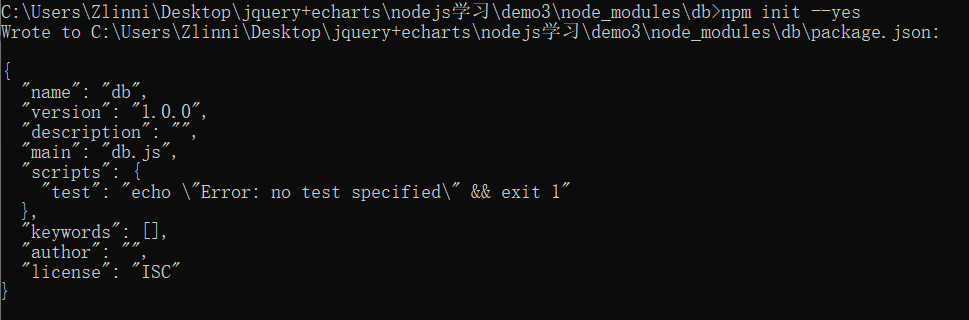 C:\Users\Zlinni\Desktop\jquery+echarts\nodejs学习\demo3\node_modules\db>npm init --yes
Wrote to C:\Users\Zlinni\Desktop\jquery+echarts\nodejs学习\demo3\node_modules\db\package.json:
{
  "name": "db",
  "version": "1.0.0",
  "description": "",
  "main": "db.js",
  "scripts": {
    "test": "echo \"Error: no test specified\" && exit 1"
  },
  "keywords": [],
  "author": "",
  "license": "ISC"
}